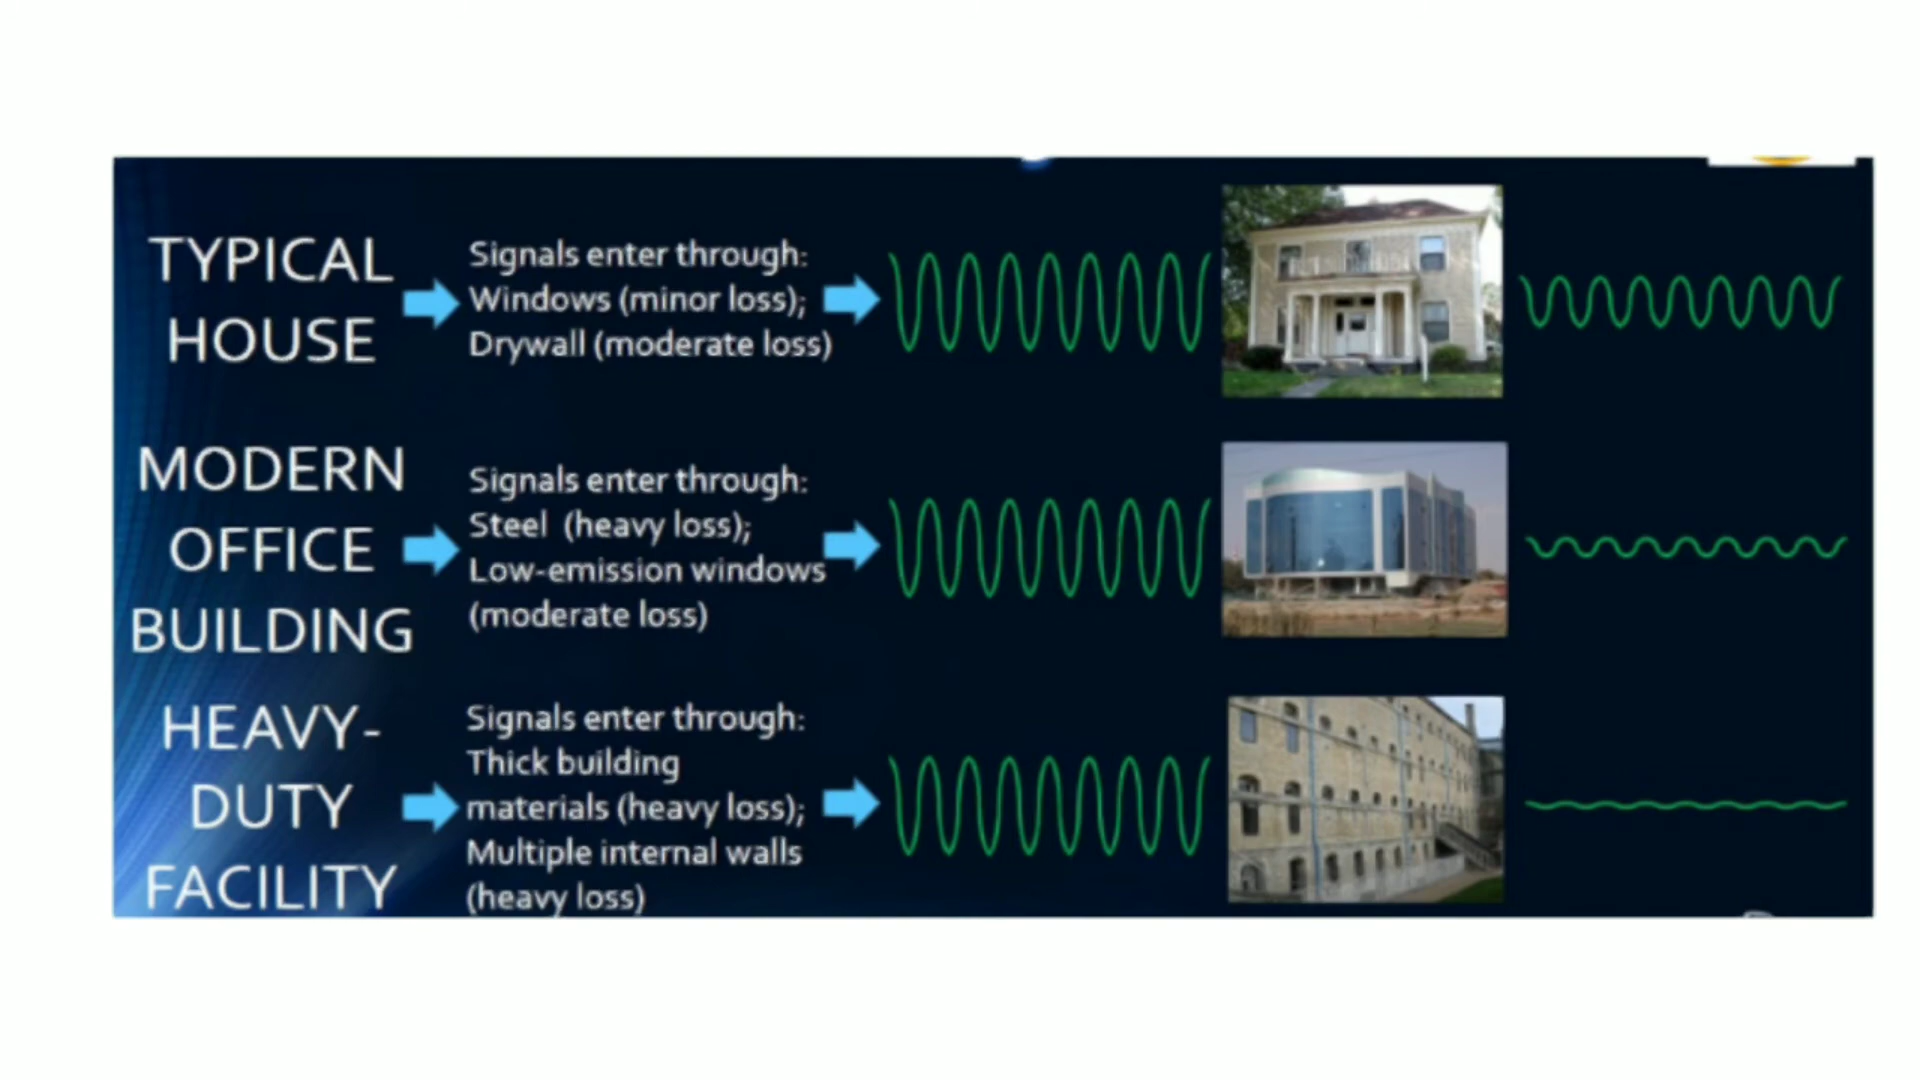 TYPICAL
HOUSE
Signals enter through:
Windows (minor loss);
Drywall (moderate loss)
MODERN
OFFICE
BUILDING
Signals enter through:
Steel  (heavy loss);
Low-emission windows
(moderate loss)
HEAVY-
DUTY
FACILITY
Signals enter through:
Thick building
materials (heavy loss);
Multiple internal walls
(heavy loss)